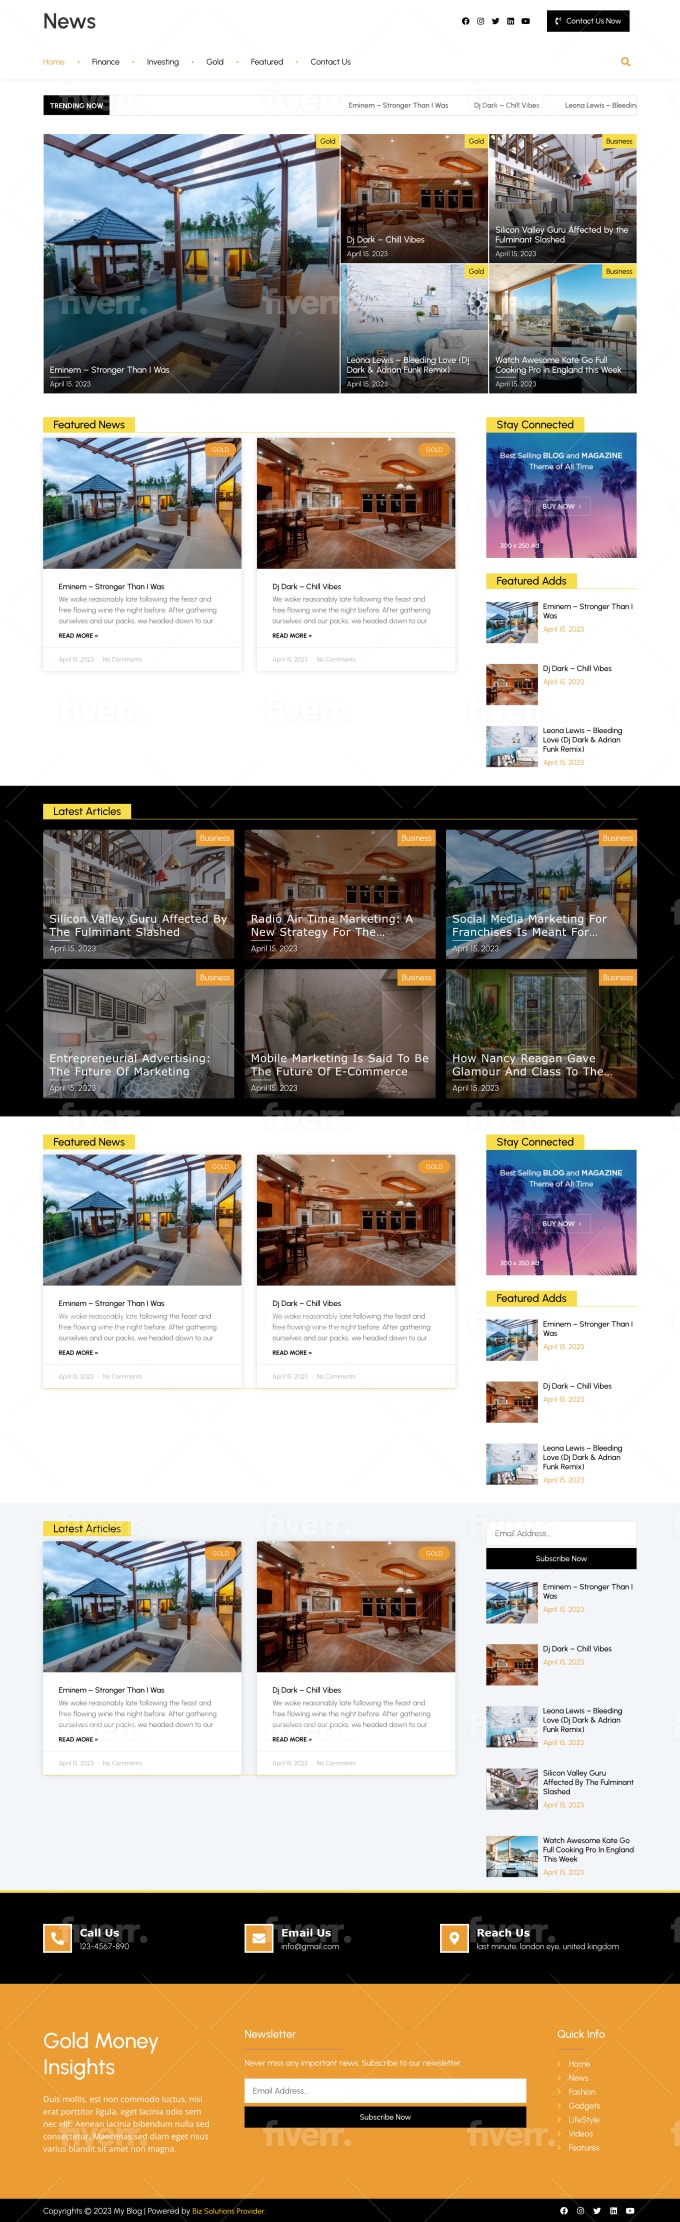 News
Contact Us Now
Home
Finance
Investing
Gold
Featured
Contact Us
TRENDING NOW
Eminem – Stronger Than I Was
Dj Dark – Chill Vibes
Leona Lewis – Bleedin
Gold
Eminem – Stronger Than I Was
April 15, 2023
Gold
Dj Dark – Chill Vibes
April 15, 2023
Business
Silicon Valley Guru Affected by the
Fulminant Slashed
April 15, 2023
Gold
Leona Lewis – Bleeding Love (Dj
Dark & Adrian Funk Remix)
April 15, 2023
Business
Watch Awesome Kate Go Full
Cooking Pro in England this Week
April 15, 2023
Featured News
GOLD
Eminem – Stronger Than I Was
We woke reasonably late following the feast and
free flowing wine the night before. After gathering
ourselves and our packs, we headed down to our
READ MORE »
April 15, 2023
No Comments
GOLD
Dj Dark – Chill Vibes
We woke reasonably late following the feast and
free flowing wine the night before. After gathering
ourselves and our packs, we headed down to our
READ MORE »
April 15, 2023
No Comments
Stay Connected
Best Selling BLOG and MAGAZINE
Theme of All Time
BUY NOW >
300 x 250 Ad
Featured Adds
Eminem – Stronger Than I
Was
April 15, 2023
Dj Dark – Chill Vibes
April 15, 2023
Leona Lewis – Bleeding
Love (Dj Dark & Adrian
Funk Remix)
April 15, 2023
Latest Articles
Business
Silicon Valley Guru Affected By
The Fulminant Slashed
April 15, 2023
Business
Radio Air Time Marketing: A
New Strategy For The...
April 15, 2023
Business
Social Media Marketing For
Franchises Is Meant For...
April 15, 2023
Business
Entrepreneurial Advertising:
The Future Of Marketing
April 15, 2023
Business
Mobile Marketing Is Said To Be
The Future Of E-Commerce
April 15, 2023
Business
How Nancy Reagan Gave
Glamour And Class To The...
April 15, 2023
Featured News
GOLD
Eminem – Stronger Than I Was
We woke reasonably late following the feast and
free flowing wine the night before. After gathering
ourselves and our packs, we headed down to our
READ MORE »
April 15, 2023
No Comments
GOLD
Dj Dark – Chill Vibes
We woke reasonably late following the feast and
free flowing wine the night before. After gathering
ourselves and our packs, we headed down to our
READ MORE »
April 15, 2023
No Comments
Stay Connected
Best Selling BLOG and MAGAZINE
Theme of All Time
BUY NOW >
300 x 250 Ad
Featured Adds
Eminem – Stronger Than I
Was
April 15, 2023
Dj Dark – Chill Vibes
April 15, 2023
Leona Lewis – Bleeding
Love (Dj Dark & Adrian
Funk Remix)
April 15, 2023
Latest Articles
GOLD
Eminem – Stronger Than I Was
We woke reasonably late following the feast and
free flowing wine the night before. After gathering
ourselves and our packs, we headed down to our
READ MORE »
April 15, 2023
No Comments
GOLD
Dj Dark – Chill Vibes
We woke reasonably late following the feast and
free flowing wine the night before. After gathering
ourselves and our packs, we headed down to our
READ MORE »
April 15, 2023
No Comments
Email Address..
Subscribe Now
Eminem – Stronger Than I
Was
April 15, 2023
Dj Dark – Chill Vibes
April 15, 2023
Leona Lewis – Bleeding
Love (Dj Dark & Adrian
Funk Remix)
April 15, 2023
Silicon Valley Guru
Affected By The Fulminant
Slashed
April 15, 2023
Watch Awesome Kate Go
Full Cooking Pro In England
This Week
April 15, 2023
Call Us
123-4567-890
Email Us
info@gmail.com
Reach Us
last minute, london eye, united kingdom
Gold Money
Insights
Duis mollis, est non commodo luctus, nisi
erat porttitor ligula, eget lacinia odio sem
nec elit. Aenean lacinia bibendum nulla sed
consectetur. Maecenas sed diam eget risus
varius blandit sit amet non magna.
Newsletter
Never miss any important news. Subscribe to our newsletter.
Email Address..
Subscribe Now
Quick Info
Home
News
Fashion
Gadgets
LifeStyle
Videos
Features
Copyrights © 2023 My Blog | Powered by Biz Solutions Provider.
fiverr.